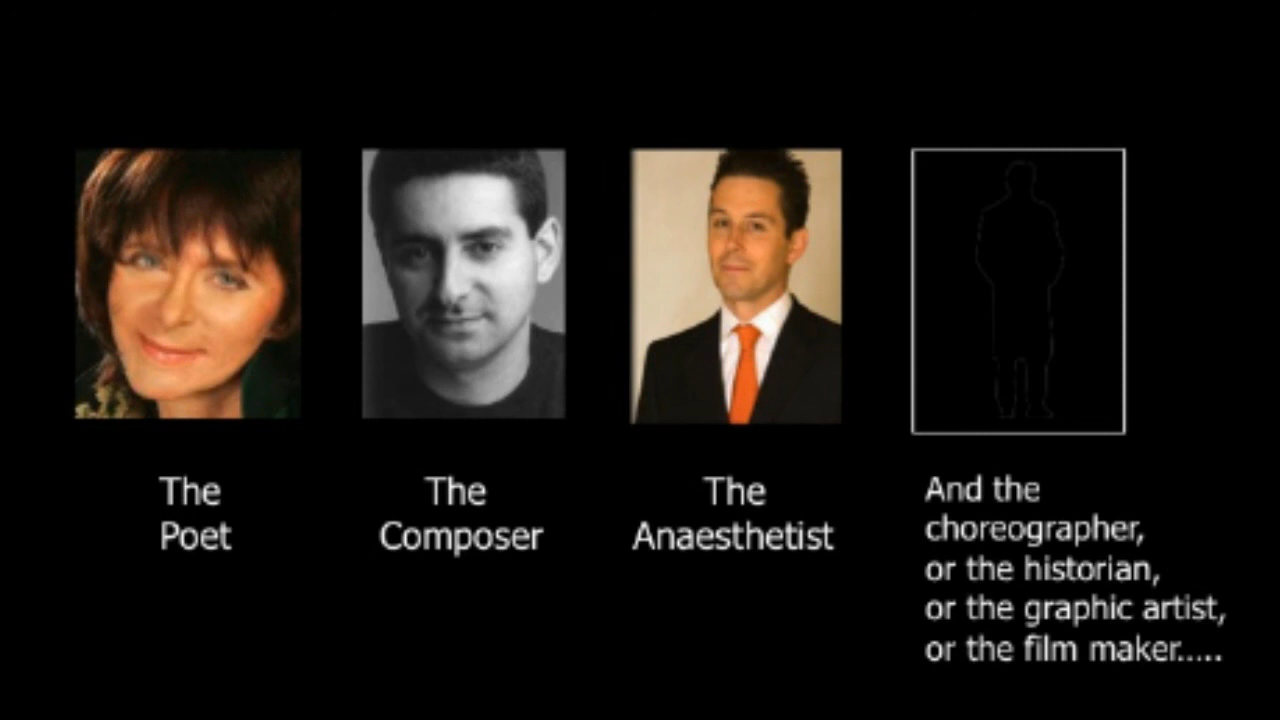 The
Poet
The
Composer
The
Anaesthetist
And the
choreographer,
or the historian,
or the graphic artist,
or the film maker.....